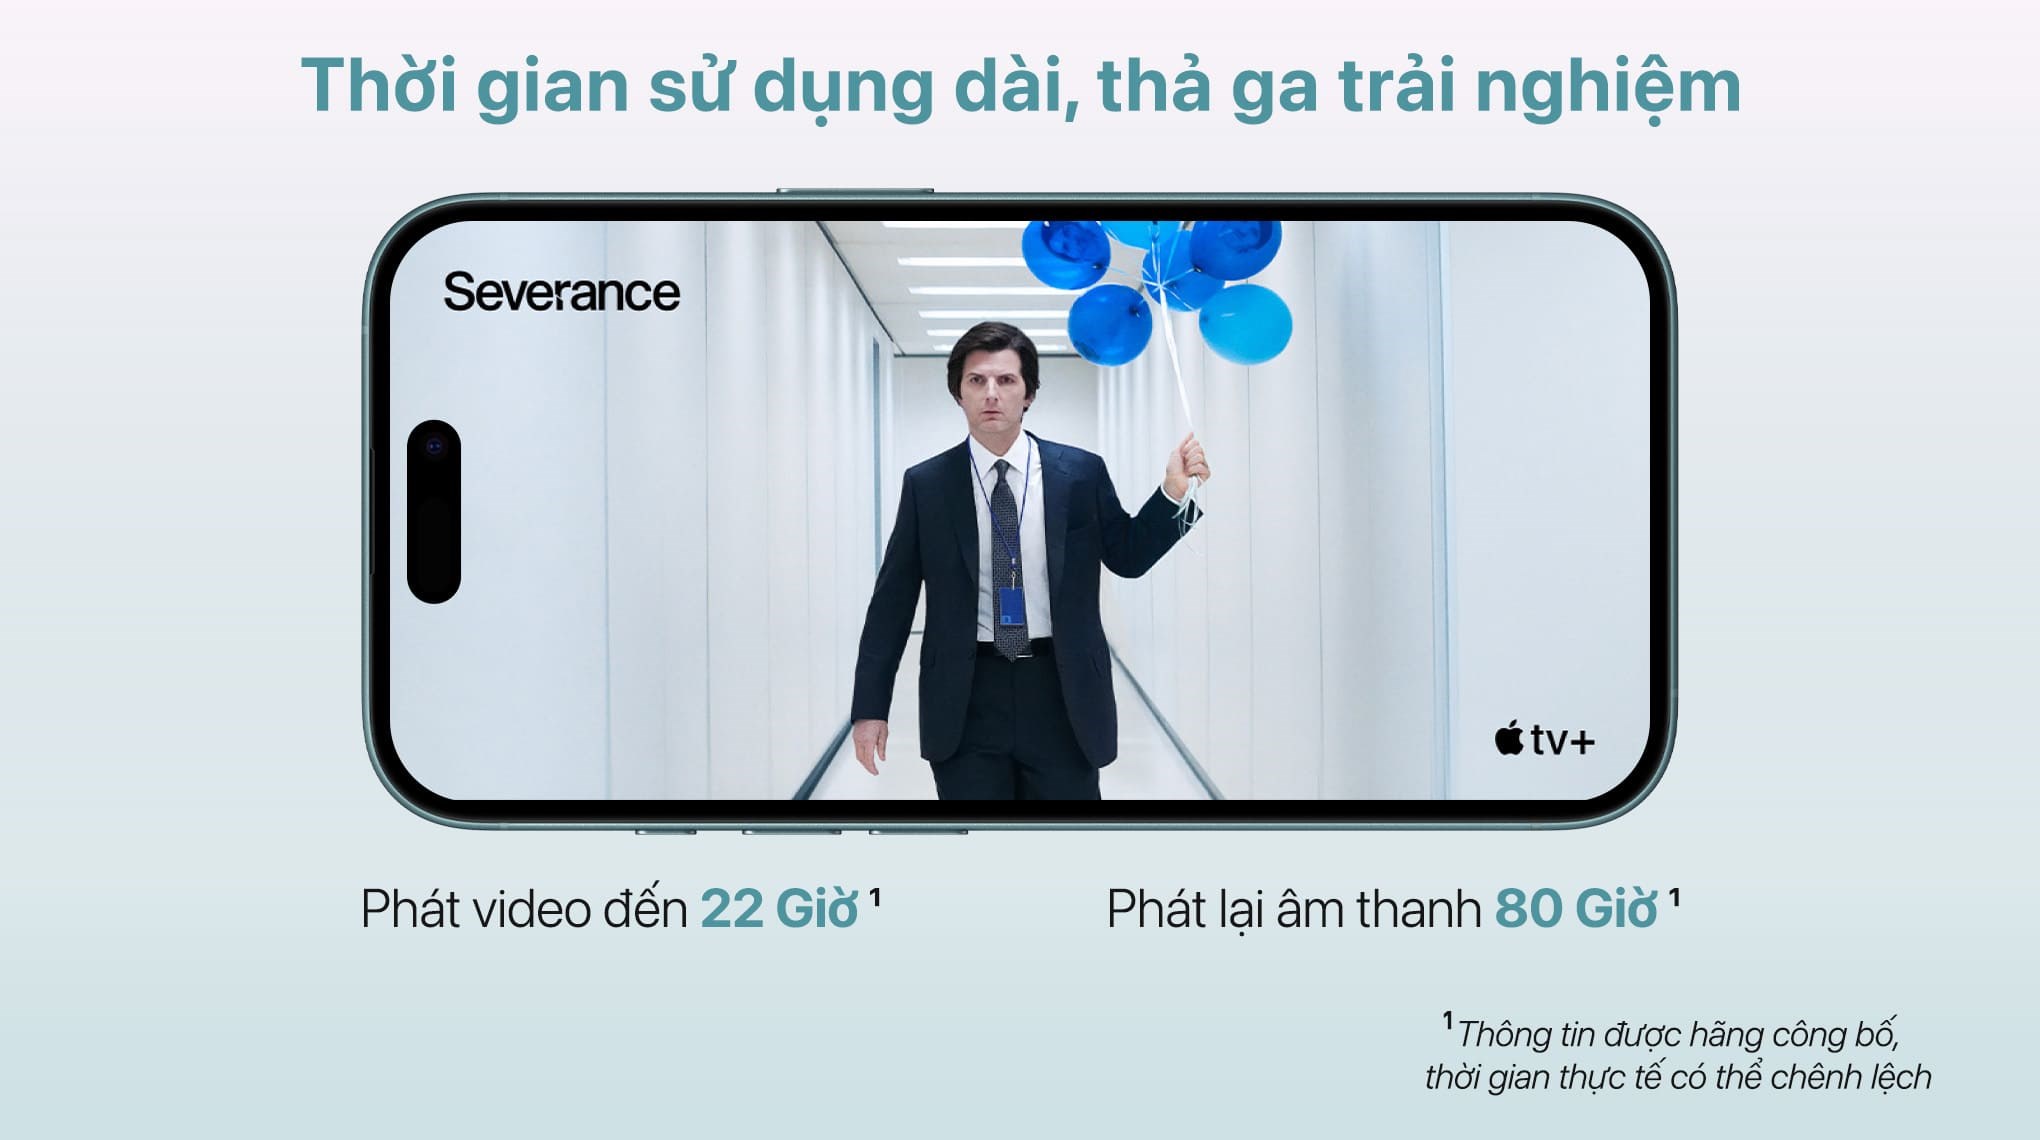 Thời gian sử dụng dài, thả ga trải nghiệm
Severance
tv+
Phát video đến 22 Giờ ¹
Phát lại âm thanh 80 Giờ ¹
¹ Thông tin được hãng công bố,
thời gian thực tế có thể chênh lệch